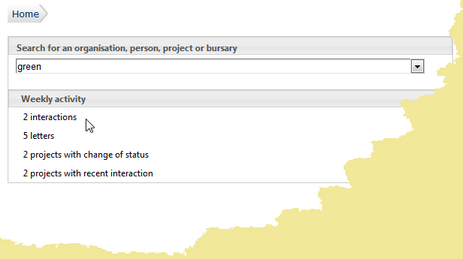 Home
Search for an organisation, person, project or bursary
green
Weekly activity
2 interactions
5 letters
2 projects with change of status
2 projects with recent interaction